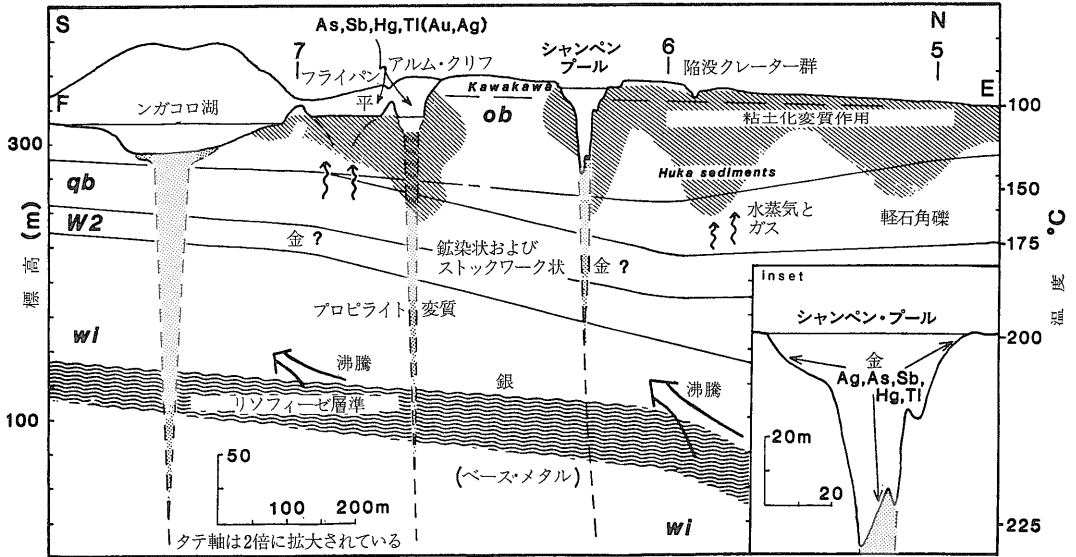 S
N
As,Sb,Hg,Tl(Au,Ag)
7
アルム・クリフ
シャンペン
プール
6
5
フライパン
平
陥没クレーター群
F
ンガコロ湖
Kawakawa
ob
E
100
粘土化変質作用
300
Huka sediments
qb
150
水蒸気と
ガス
軽石角礫
W2
175
金 ?
鉱染状および
ストックワーク状
金 ?
℃
(m)
標高
温度
プロピライト変質
inset
シャンペン・プール
wi
200
沸騰
銀
沸騰
金
Ag,As,Sb,
Hg,Tl
リソフィーゼ層準
100
50
100
200m
(ベース・メタル)
20m
20
wi
225
タテ軸は2倍に拡大されている